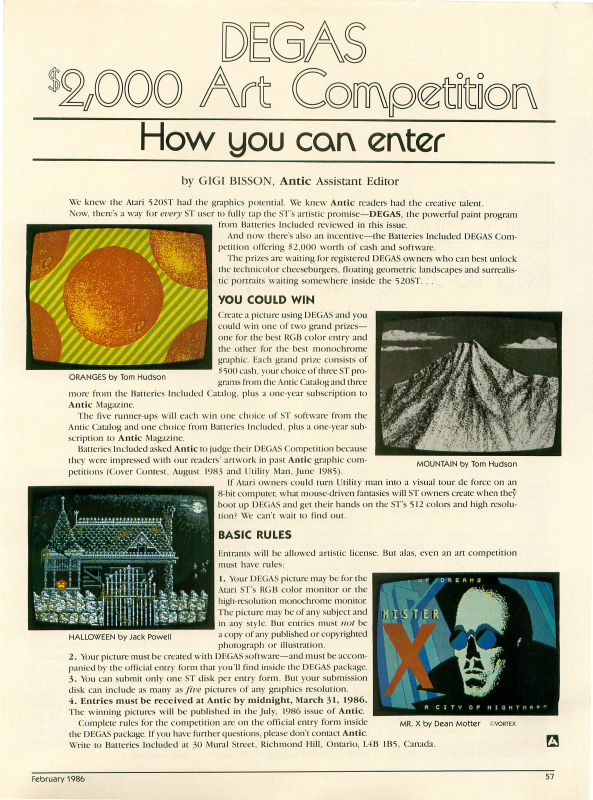 DEGAS
$2,000 Art Competition
How you can enter
by GIGI BISSON, Antic Assistant Editor
We knew the Atari 520ST had the graphics potential. We knew Antic readers had the creative talent.
Now, there's a way for every ST user to fully tap the ST's artistic promise—DEGAS, the powerful paint program
from Batteries Included reviewed in this issue.
And now there's also an incentive—the Batteries Included DEGAS Com-
petition offering $2,000 worth of cash and software.
The prizes are waiting for registered DEGAS owners who can best unlock
the technicolor cheeseburgers, floating geometric landscapes and surrealis-
tic portraits waiting somewhere inside the 520ST. . .
YOU COULD WIN
Create a picture using DEGAS and you
could win one of two grand prizes—
one for the best RGB color entry and
the other for the best monochrome
graphic. Each grand prize consists of
$500 cash, your choice of three ST pro-
grams from the Antic Catalog and three
more from the Batteries Included Catalog, plus a one-year subscription to
Antic Magazine.
The five runner-ups will each win one choice of ST software from the
Antic Catalog and one choice from Batteries Included, plus a one-year sub-
scription to Antic Magazine.
Batteries Included asked Antic to judge their DEGAS Competition because
they were impressed with our readers' artwork in past Antic graphic com-
petitions (Cover Contest, August 1983 and Utility Man, June 1985).
If Atari owners could turn Utility man into a visual tour de force on an
8-bit computer, what mouse-driven fantasies will ST owners create when they
boot up DEGAS and get their hands on the ST's 512 colors and high resolu-
tion? We can't wait to find out.
ORANGES by Tom Hudson
MOUNTAIN by Tom Hudson
HALLOWEEN by Jack Powell
BASIC RULES
Entrants will be allowed artistic license. But alas, even an art competition
must have rules:
1. Your DEGAS picture may be for the
Atari ST's RGB color monitor or the
high-resolution monochrome monitor.
The picture may be of any subject and
in any style. But entries must not be
a copy of any published or copyrighted
photograph or illustration.
2. Your picture must be created with DEGAS software—and must be accom-
panied by the official entry form that you'll find inside the DEGAS package.
3. You can submit only one ST disk per entry form. But your submission
disk can include as many as five pictures of any graphics resolution.
4. Entries must be received at Antic by midnight, March 31, 1986.
The winning pictures will be published in the July, 1986 issue of Antic.
Complete rules for the competition are on the official entry form inside
the DEGAS package. If you have further questions, please don't contact Antic.
Write to Batteries Included at 30 Mural Street, Richmond Hill, Ontario, L4B 1B5, Canada.
OF DREAMS
MISTER
X
A CITY OF NIGHTMAR
MR. X by Dean Motter ©VORTEX
February 1986
57